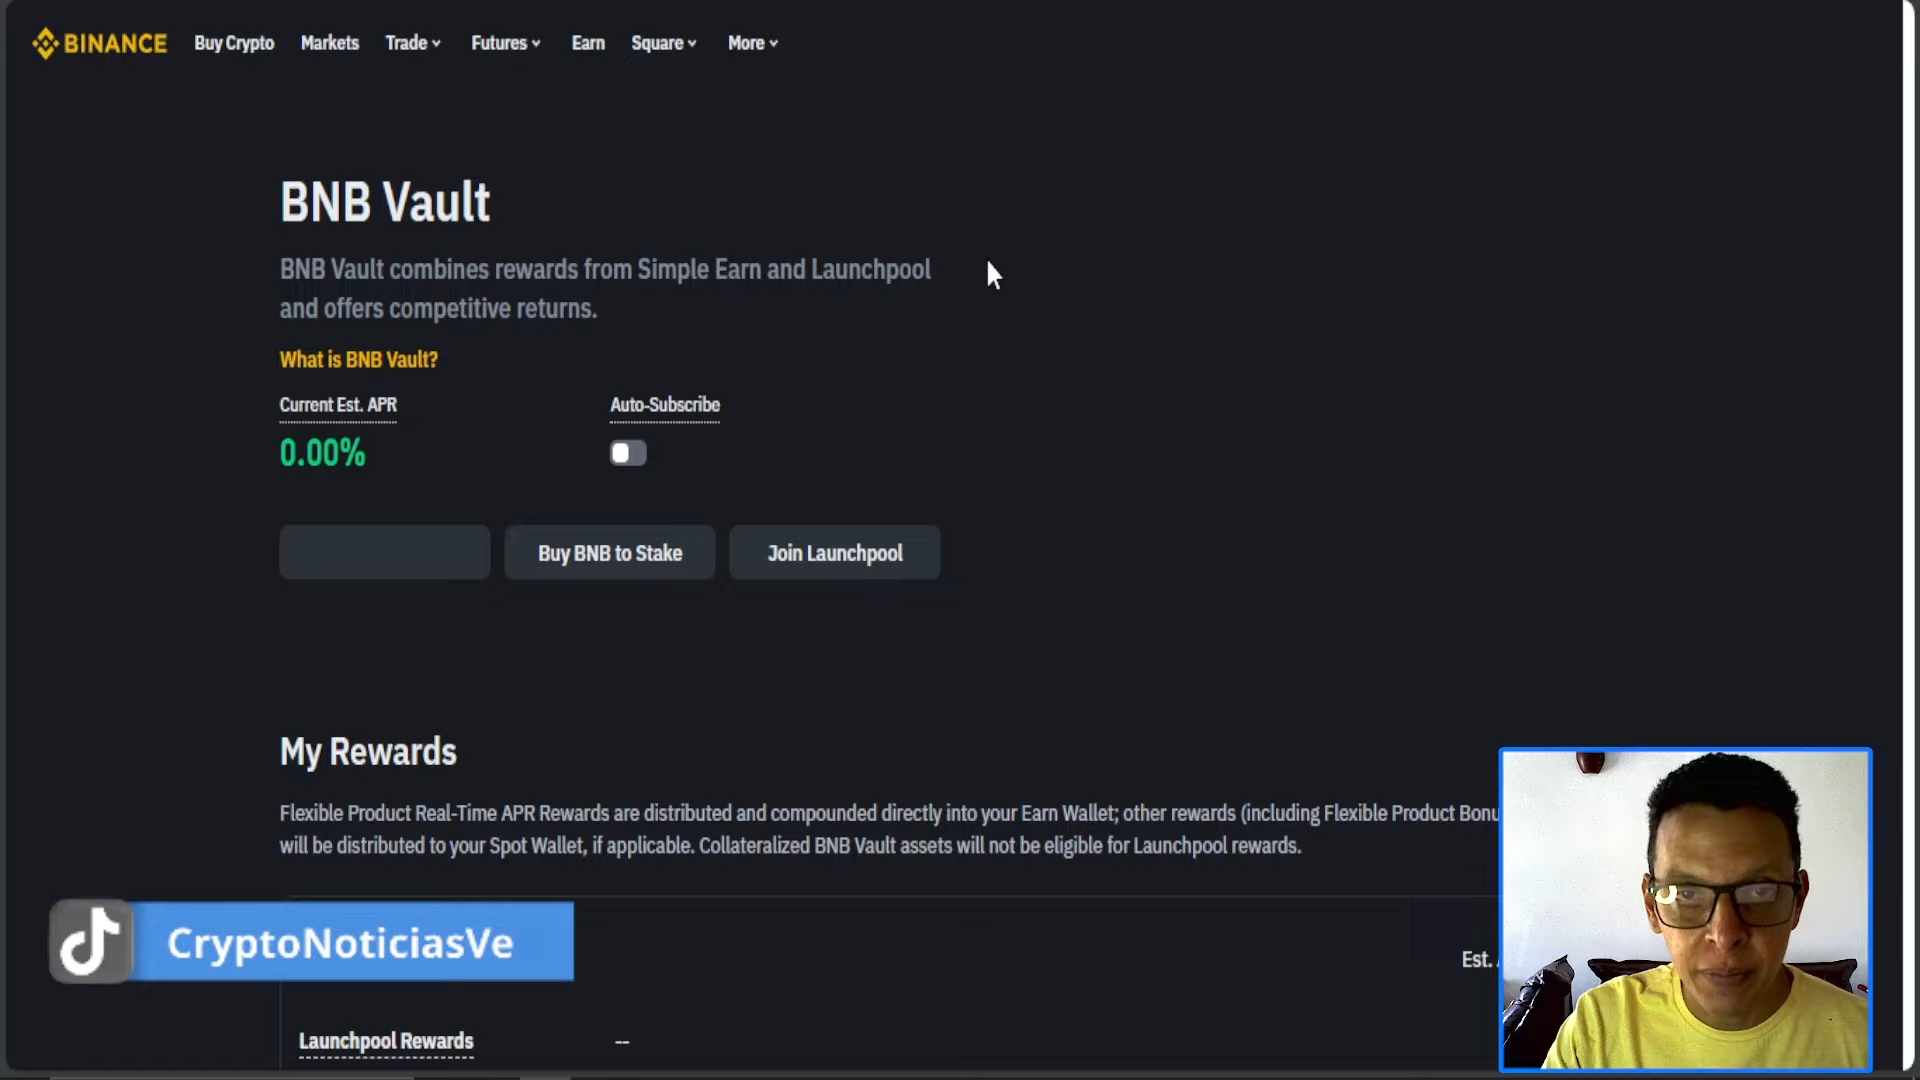 BINANCE
Buy Crypto
Markets
Trade
Futures
Earn
Square
More
BNB Vault
BNB Vault combines rewards from Simple Earn and Launchpool
and offers competitive returns.
What is BNB Vault?
Current Est. APR
Auto-Subscribe
0.00%
Buy BNB to Stake
Join Launchpool
My Rewards
Flexible Product Real-Time APR Rewards are distributed and compounded directly into your Earn Wallet; other rewards (including Flexible Product Bonu
will be distributed to your Spot Wallet, if applicable. Collateralized BNB Vault assets will not be eligible for Launchpool rewards.
CryptoNoticiasVe
Est.
Launchpool Rewards
--